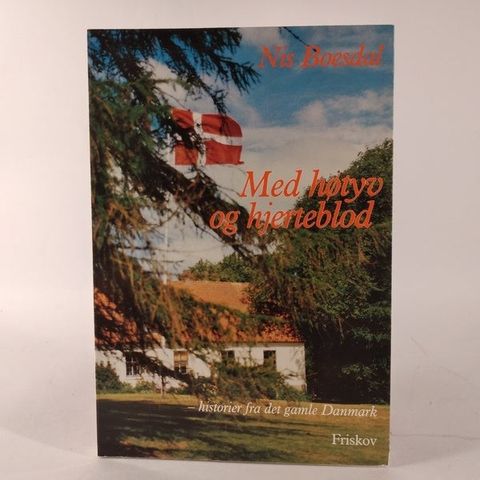 Nis Boesdal
Med høtyv
og hjerteblod
– historier fra det gamle Danmark
Friskov